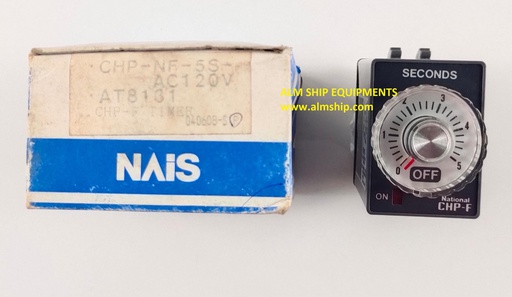 CHP-NF-5S-
AC120V
AT8131
NAiS
ALM SHIP EQUIPMENTS
www.almship.com
SECONDS
0 1 2 3 4 5
OFF
ON
National
CHP-F